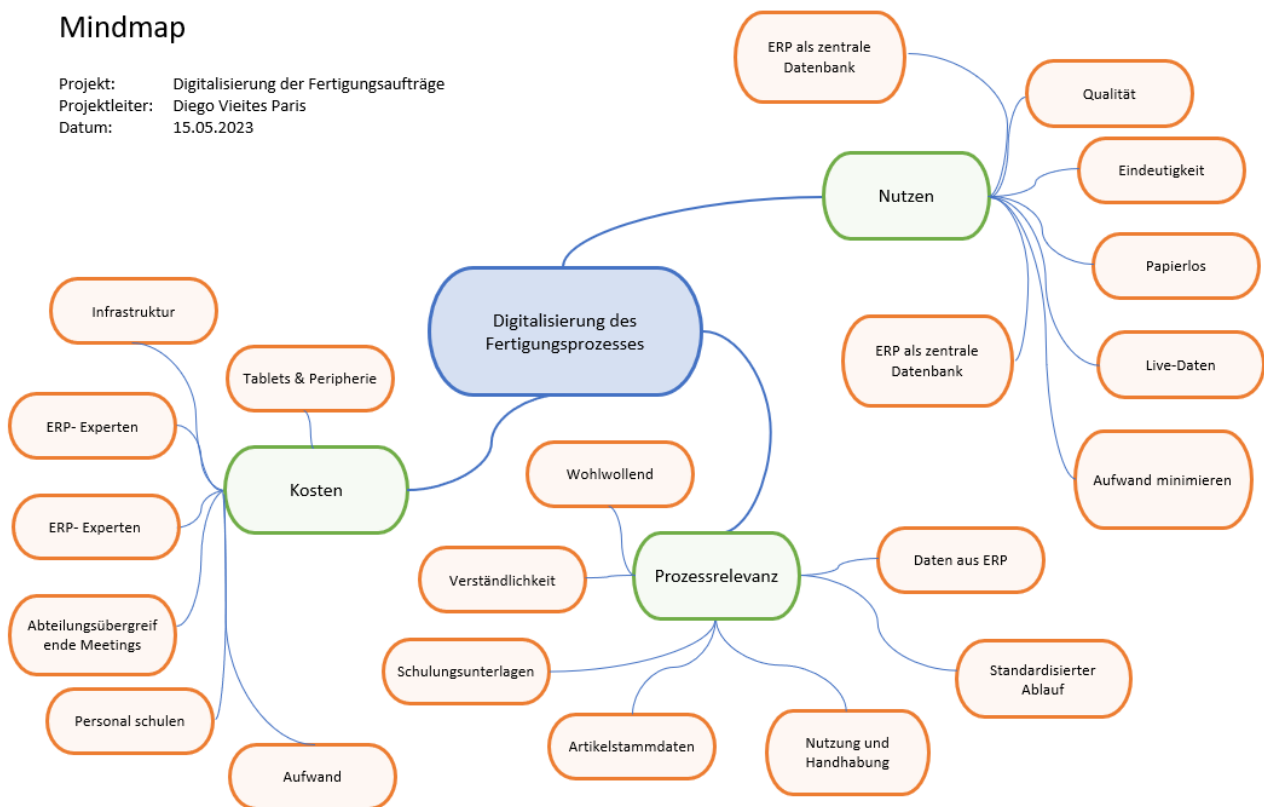 Mindmap
Projekt: Digitalisierung der Fertigungsaufträge
Projektleiter: Diego Vieites Paris
Datum: 15.05.2023
ERP als zentrale
Datenbank
Qualität
Eindeutigkeit
Nutzen
Papierlos
ERP als zentrale
Datenbank
Live-Daten
Aufwand minimieren
Digitalisierung des
Fertigungsprozesses
Infrastruktur
Tablets & Peripherie
ERP- Experten
Kosten
ERP- Experten
Abteilungsübergreif
ende Meetings
Personal schulen
Aufwand
Wohlwollend
Verständlichkeit
Prozessrelevanz
Daten aus ERP
Schulungsunterlagen
Standardisierter
Ablauf
Artikelstammdaten
Nutzung und
Handhabung